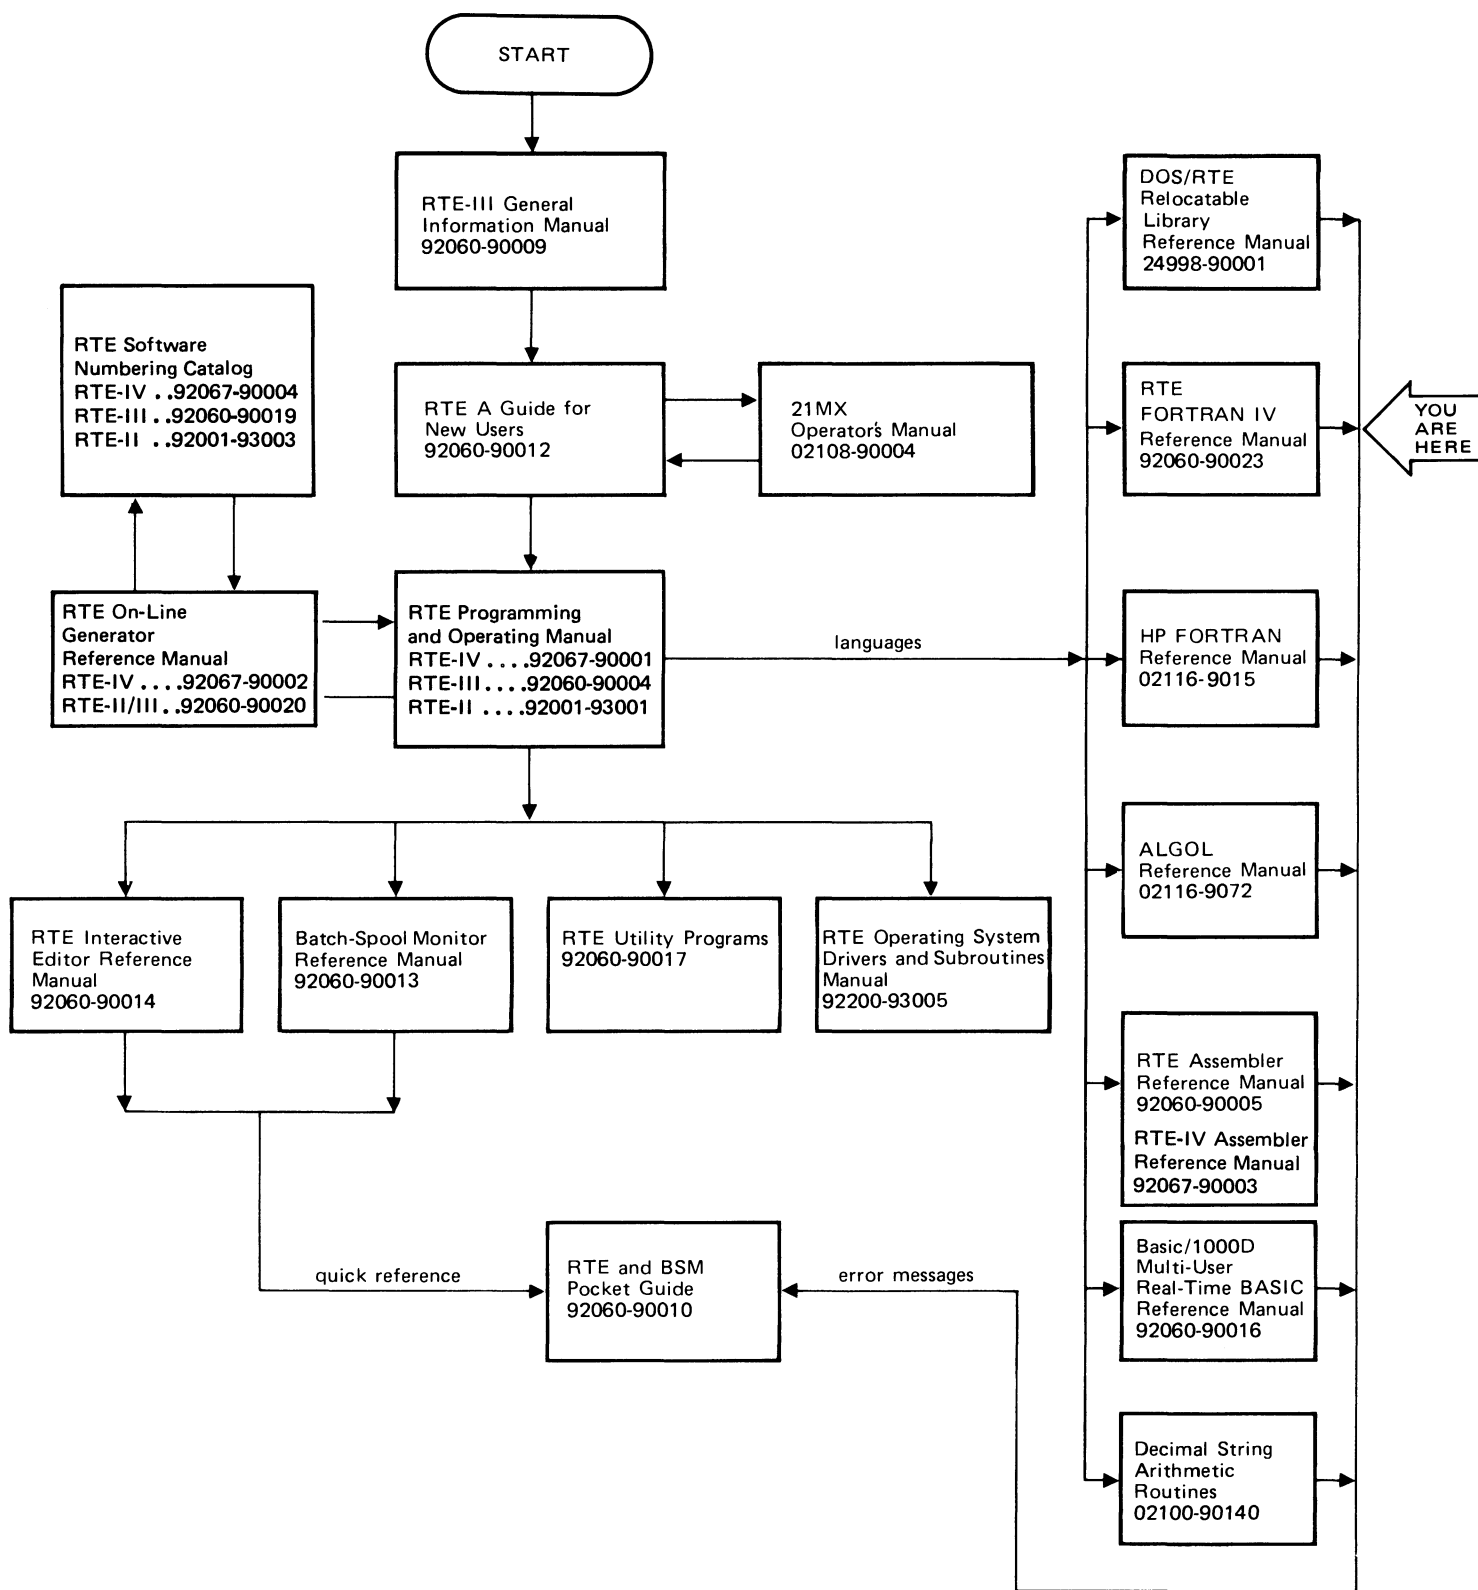 START
RTE-III General
Information Manual
92060-90009
RTE Software
Numbering Catalog
RTE-IV ..92067-90004
RTE-III ..92060-90019
RTE-II ..92001-93003
RTE A Guide for
New Users
92060-90012
21MX
Operator's Manual
02108-90004
RTE On-Line
Generator
Reference Manual
RTE-IV ....92067-90002
RTE-II/III..92060-90020
RTE Programming
and Operating Manual
RTE-IV ....92067-90001
RTE-III....92060-90004
RTE-II ....92001-93001
languages
RTE Interactive
Editor Reference
Manual
92060-90014
Batch-Spool Monitor
Reference Manual
92060-90013
RTE Utility Programs
92060-90017
RTE Operating System
Drivers and Subroutines
Manual
92200-93005
quick reference
RTE and BSM
Pocket Guide
92060-90010
error messages
DOS/RTE
Relocatable
Library
Reference Manual
24998-90001
RTE
FORTRAN IV
Reference Manual
92060-90023
YOU
ARE
HERE
HP FORTRAN
Reference Manual
02116-9015
ALGOL
Reference Manual
02116-9072
RTE Assembler
Reference Manual
92060-90005
RTE-IV Assembler
Reference Manual
92067-90003
Basic/1000D
Multi-User
Real-Time BASIC
Reference Manual
92060-90016
Decimal String
Arithmetic
Routines
02100-90140